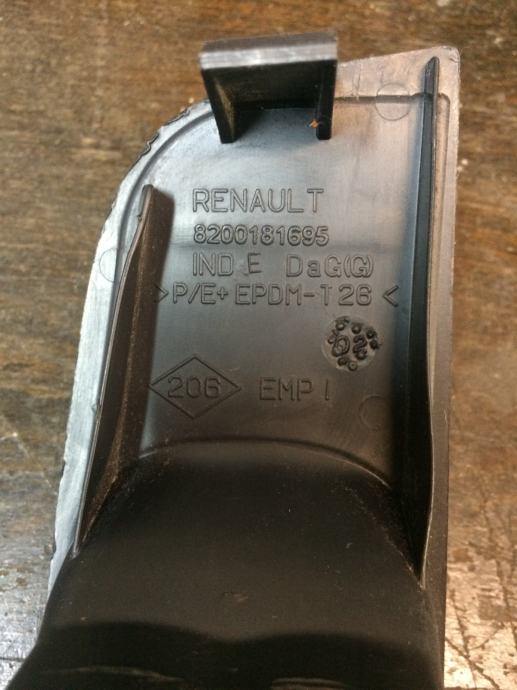 RENAULT
8200181695
IND E DaG(G)
>P/E+EPDM-T26<
02
206 EMP I